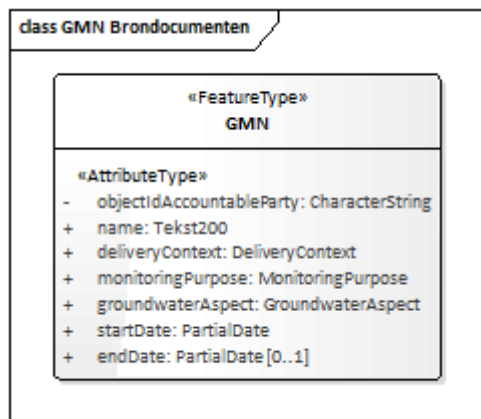 class GMN Brondocumenten
«FeatureType»
GMN
«AttributeType»
- objectIdAccountableParty: CharacterString
+ name: Tekst200
+ deliveryContext: DeliveryContext
+ monitoringPurpose: MonitoringPurpose
+ groundwaterAspect: GroundwaterAspect
+ startDate: PartialDate
+ endDate: PartialDate [0..1]